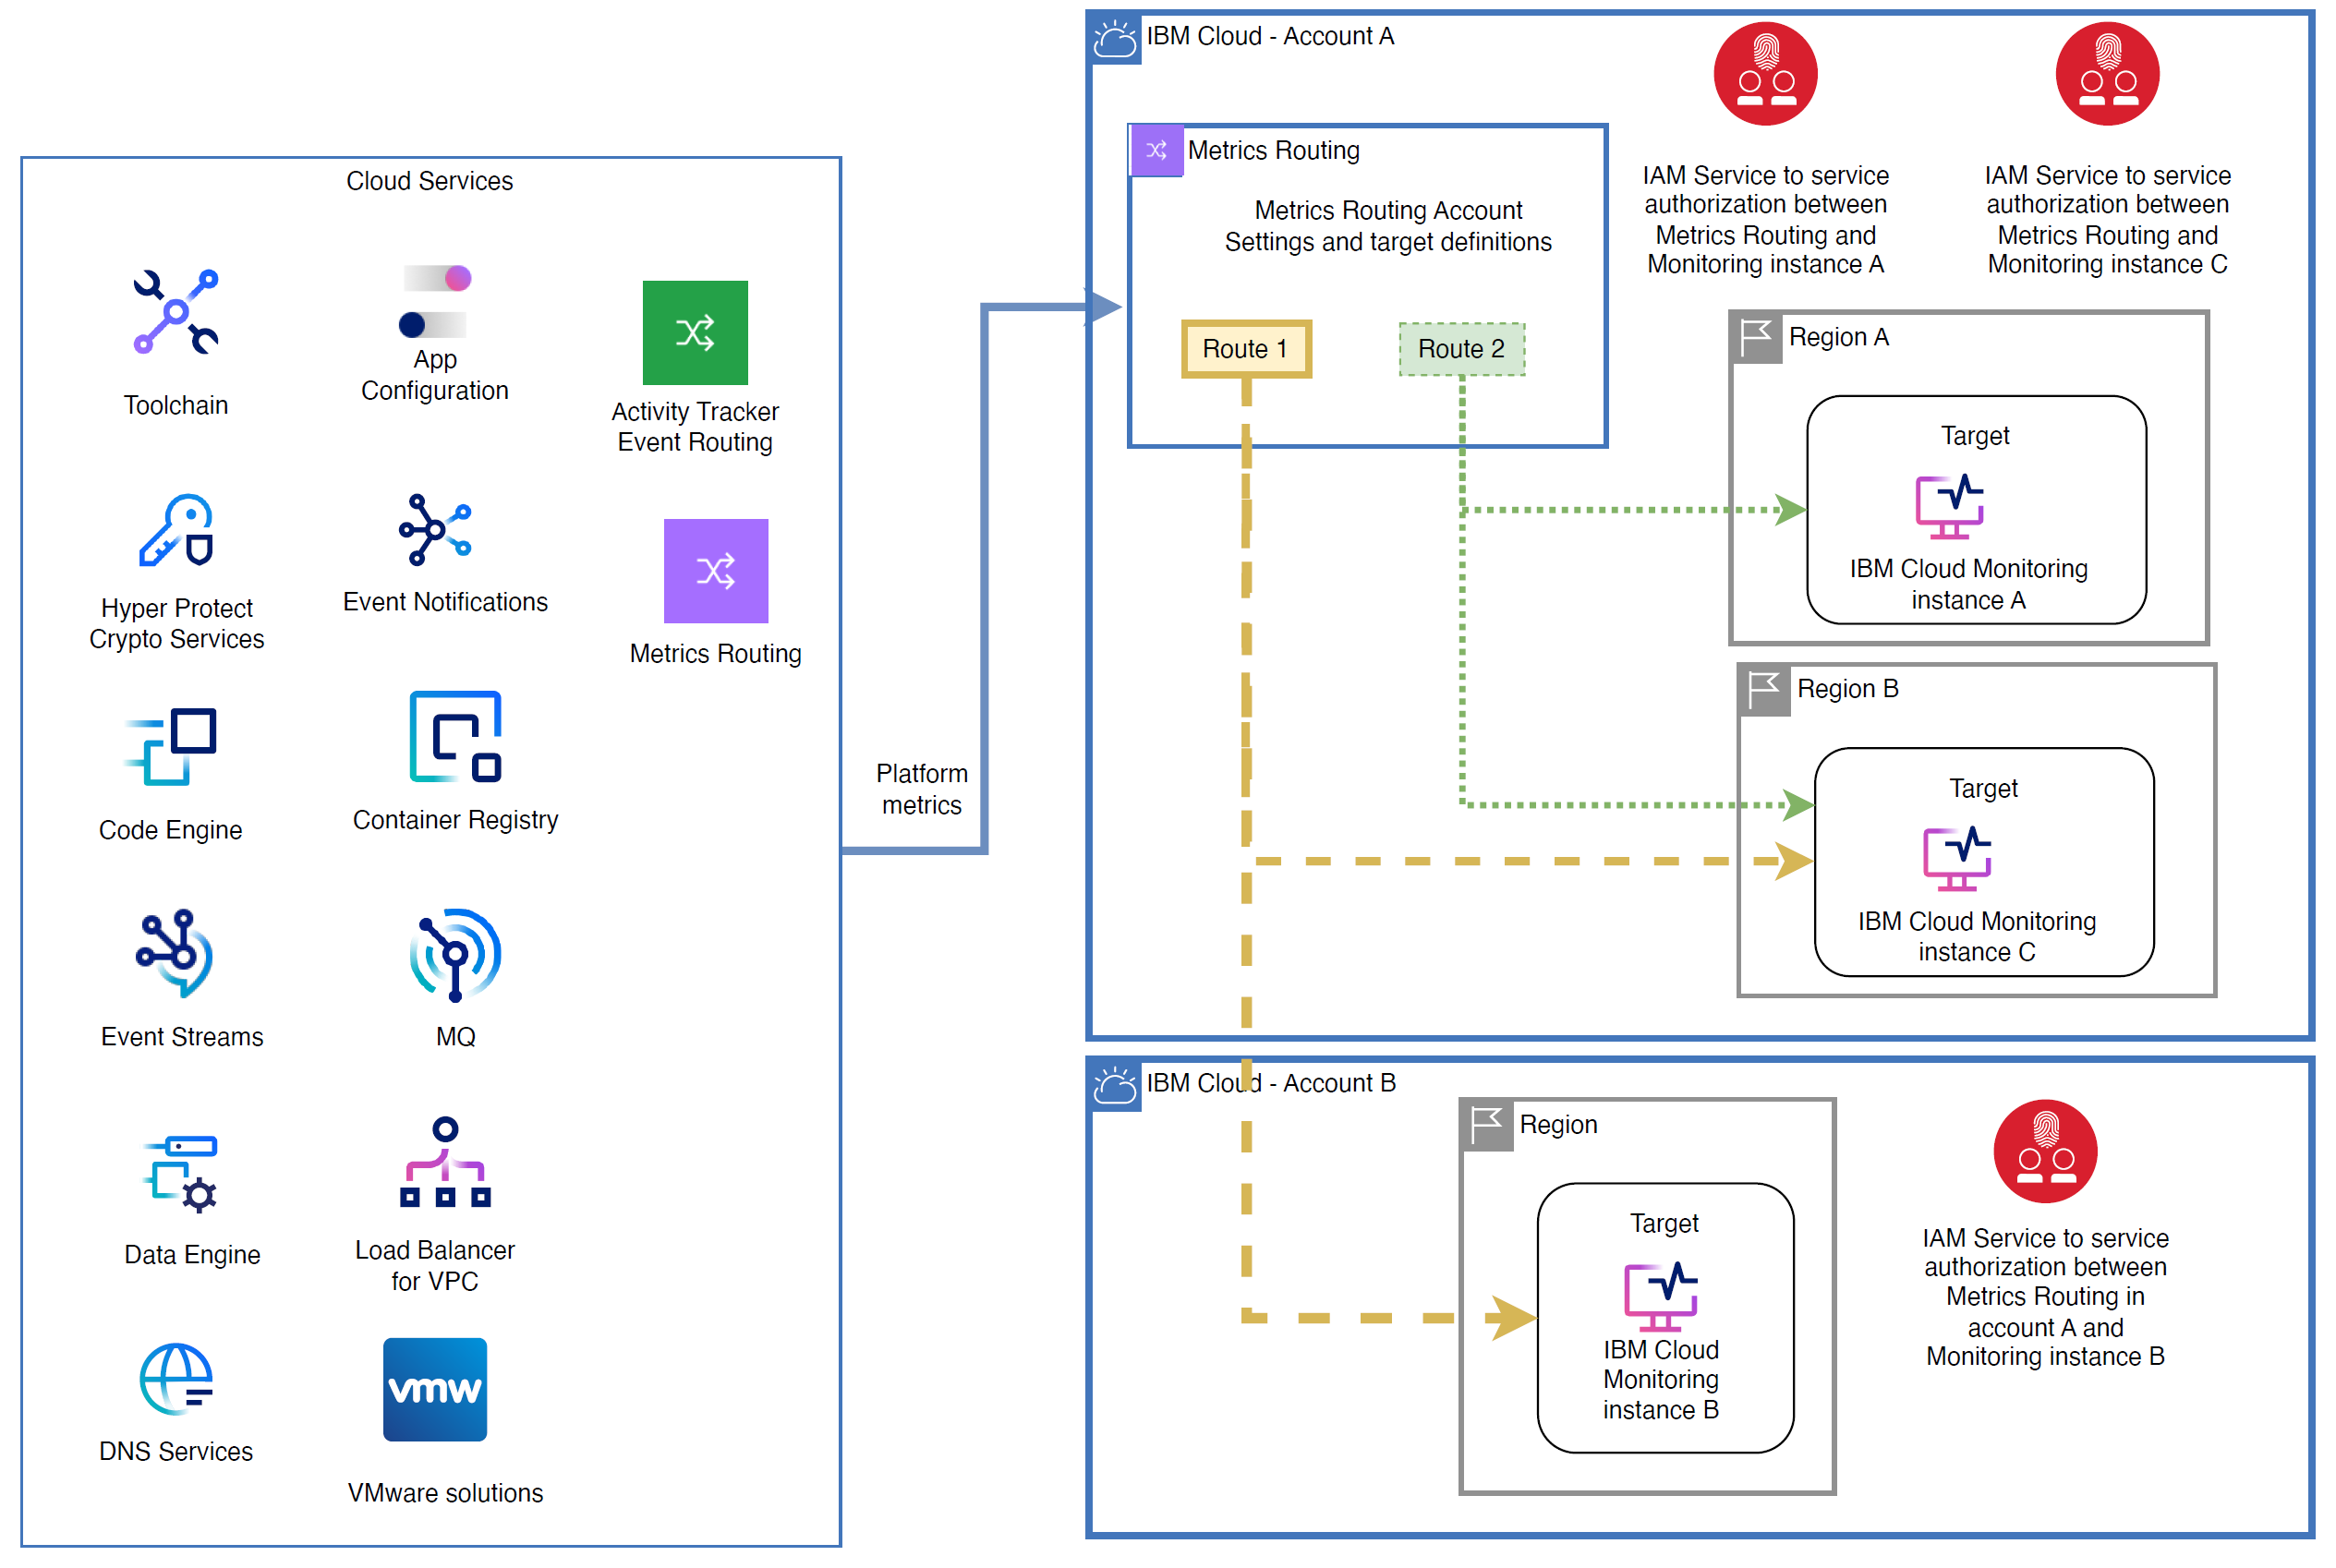 Cloud Services
Toolchain
App
Configuration
Activity Tracker
Event Routing
Hyper Protect
Crypto Services
Event Notifications
Metrics Routing
Code Engine
Container Registry
Event Streams
MQ
Data Engine
Load Balancer
for VPC
DNS Services
vmw
VMware solutions
Platform
metrics
IBM Cloud - Account A
Metrics Routing
Metrics Routing Account
Settings and target definitions
Route 1
Route 2
IAM Service to service
authorization between
Metrics Routing and
Monitoring instance A
IAM Service to service
authorization between
Metrics Routing and
Monitoring instance C
Region A
Target
IBM Cloud Monitoring
instance A
Region B
Target
IBM Cloud Monitoring
instance C
IBM Cloud - Account B
Region
Target
IBM Cloud
Monitoring
instance B
IAM Service to service
authorization between
Metrics Routing in
account A and
Monitoring instance B